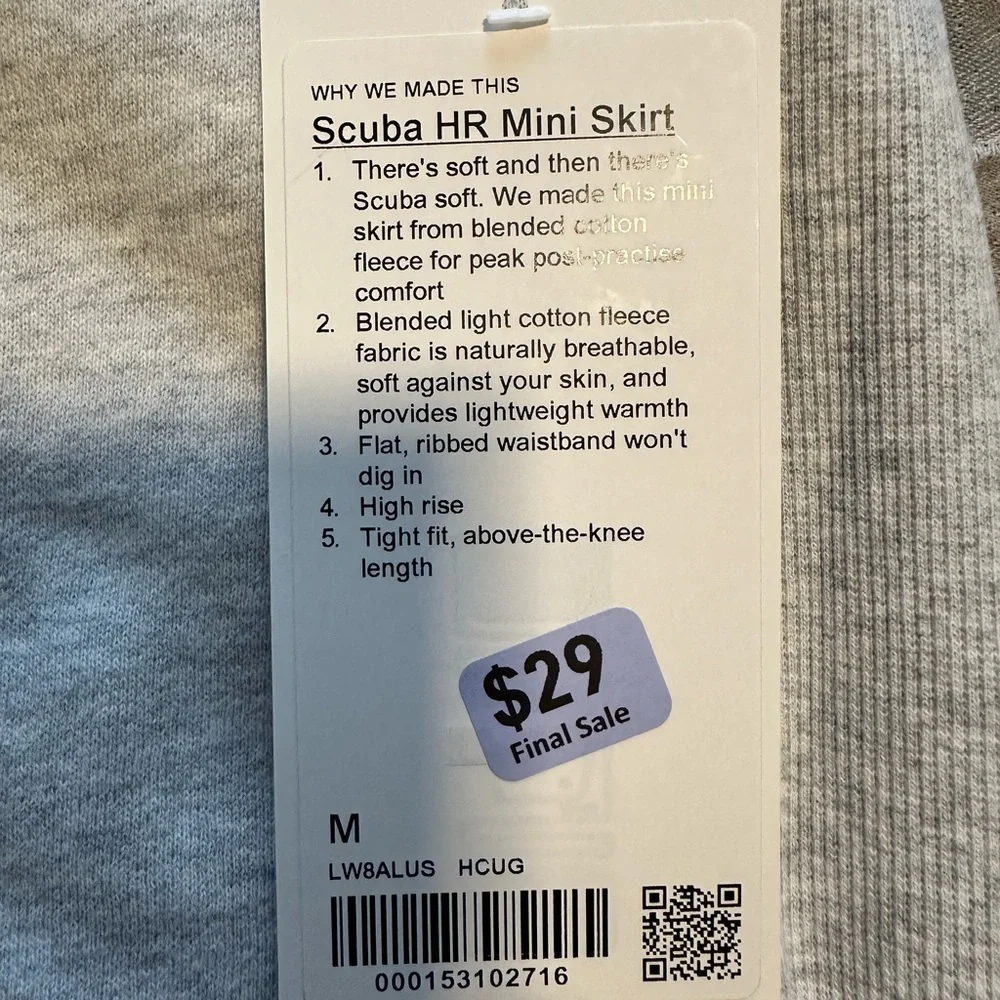 WHY WE MADE THIS
Scuba HR Mini Skirt
1. There's soft and then there's
Scuba soft. We made this mini
skirt from blended cotton
fleece for peak post-practise
comfort
2. Blended light cotton fleece
fabric is naturally breathable,
soft against your skin, and
provides lightweight warmth
3. Flat, ribbed waistband won't
dig in
4. High rise
5. Tight fit, above-the-knee
length
$29
Final Sale
M
LW8ALUS HCUG
000153102716